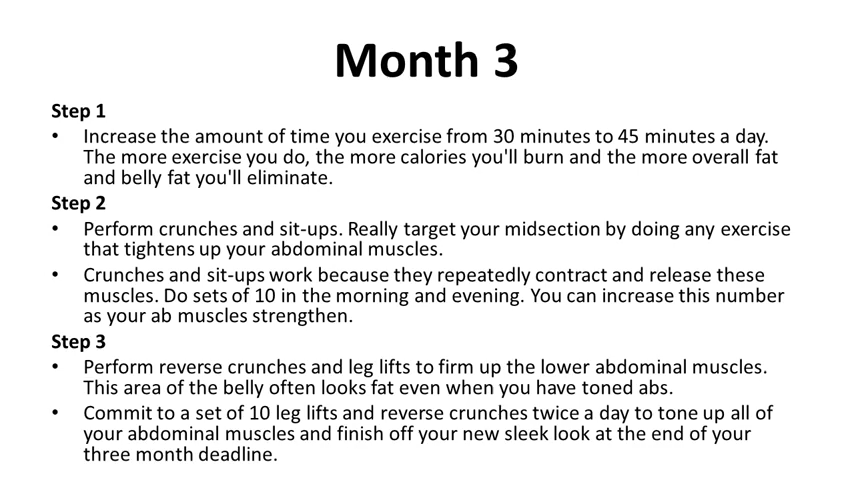 Month 3
Step 1
• Increase the amount of time you exercise from 30 minutes to 45 minutes a day.
The more exercise you do, the more calories you'll burn and the more overall fat
and belly fat you'll eliminate.
Step 2
• Perform crunches and sit-ups. Really target your midsection by doing any exercise
that tightens up your abdominal muscles.
• Crunches and sit-ups work because they repeatedly contract and release these
muscles. Do sets of 10 in the morning and evening. You can increase this number
as your ab muscles strengthen.
Step 3
• Perform reverse crunches and leg lifts to firm up the lower abdominal muscles.
This area of the belly often looks fat even when you have toned abs.
• Commit to a set of 10 leg lifts and reverse crunches twice a day to tone up all of
your abdominal muscles and finish off your new sleek look at the end of your
three month deadline.